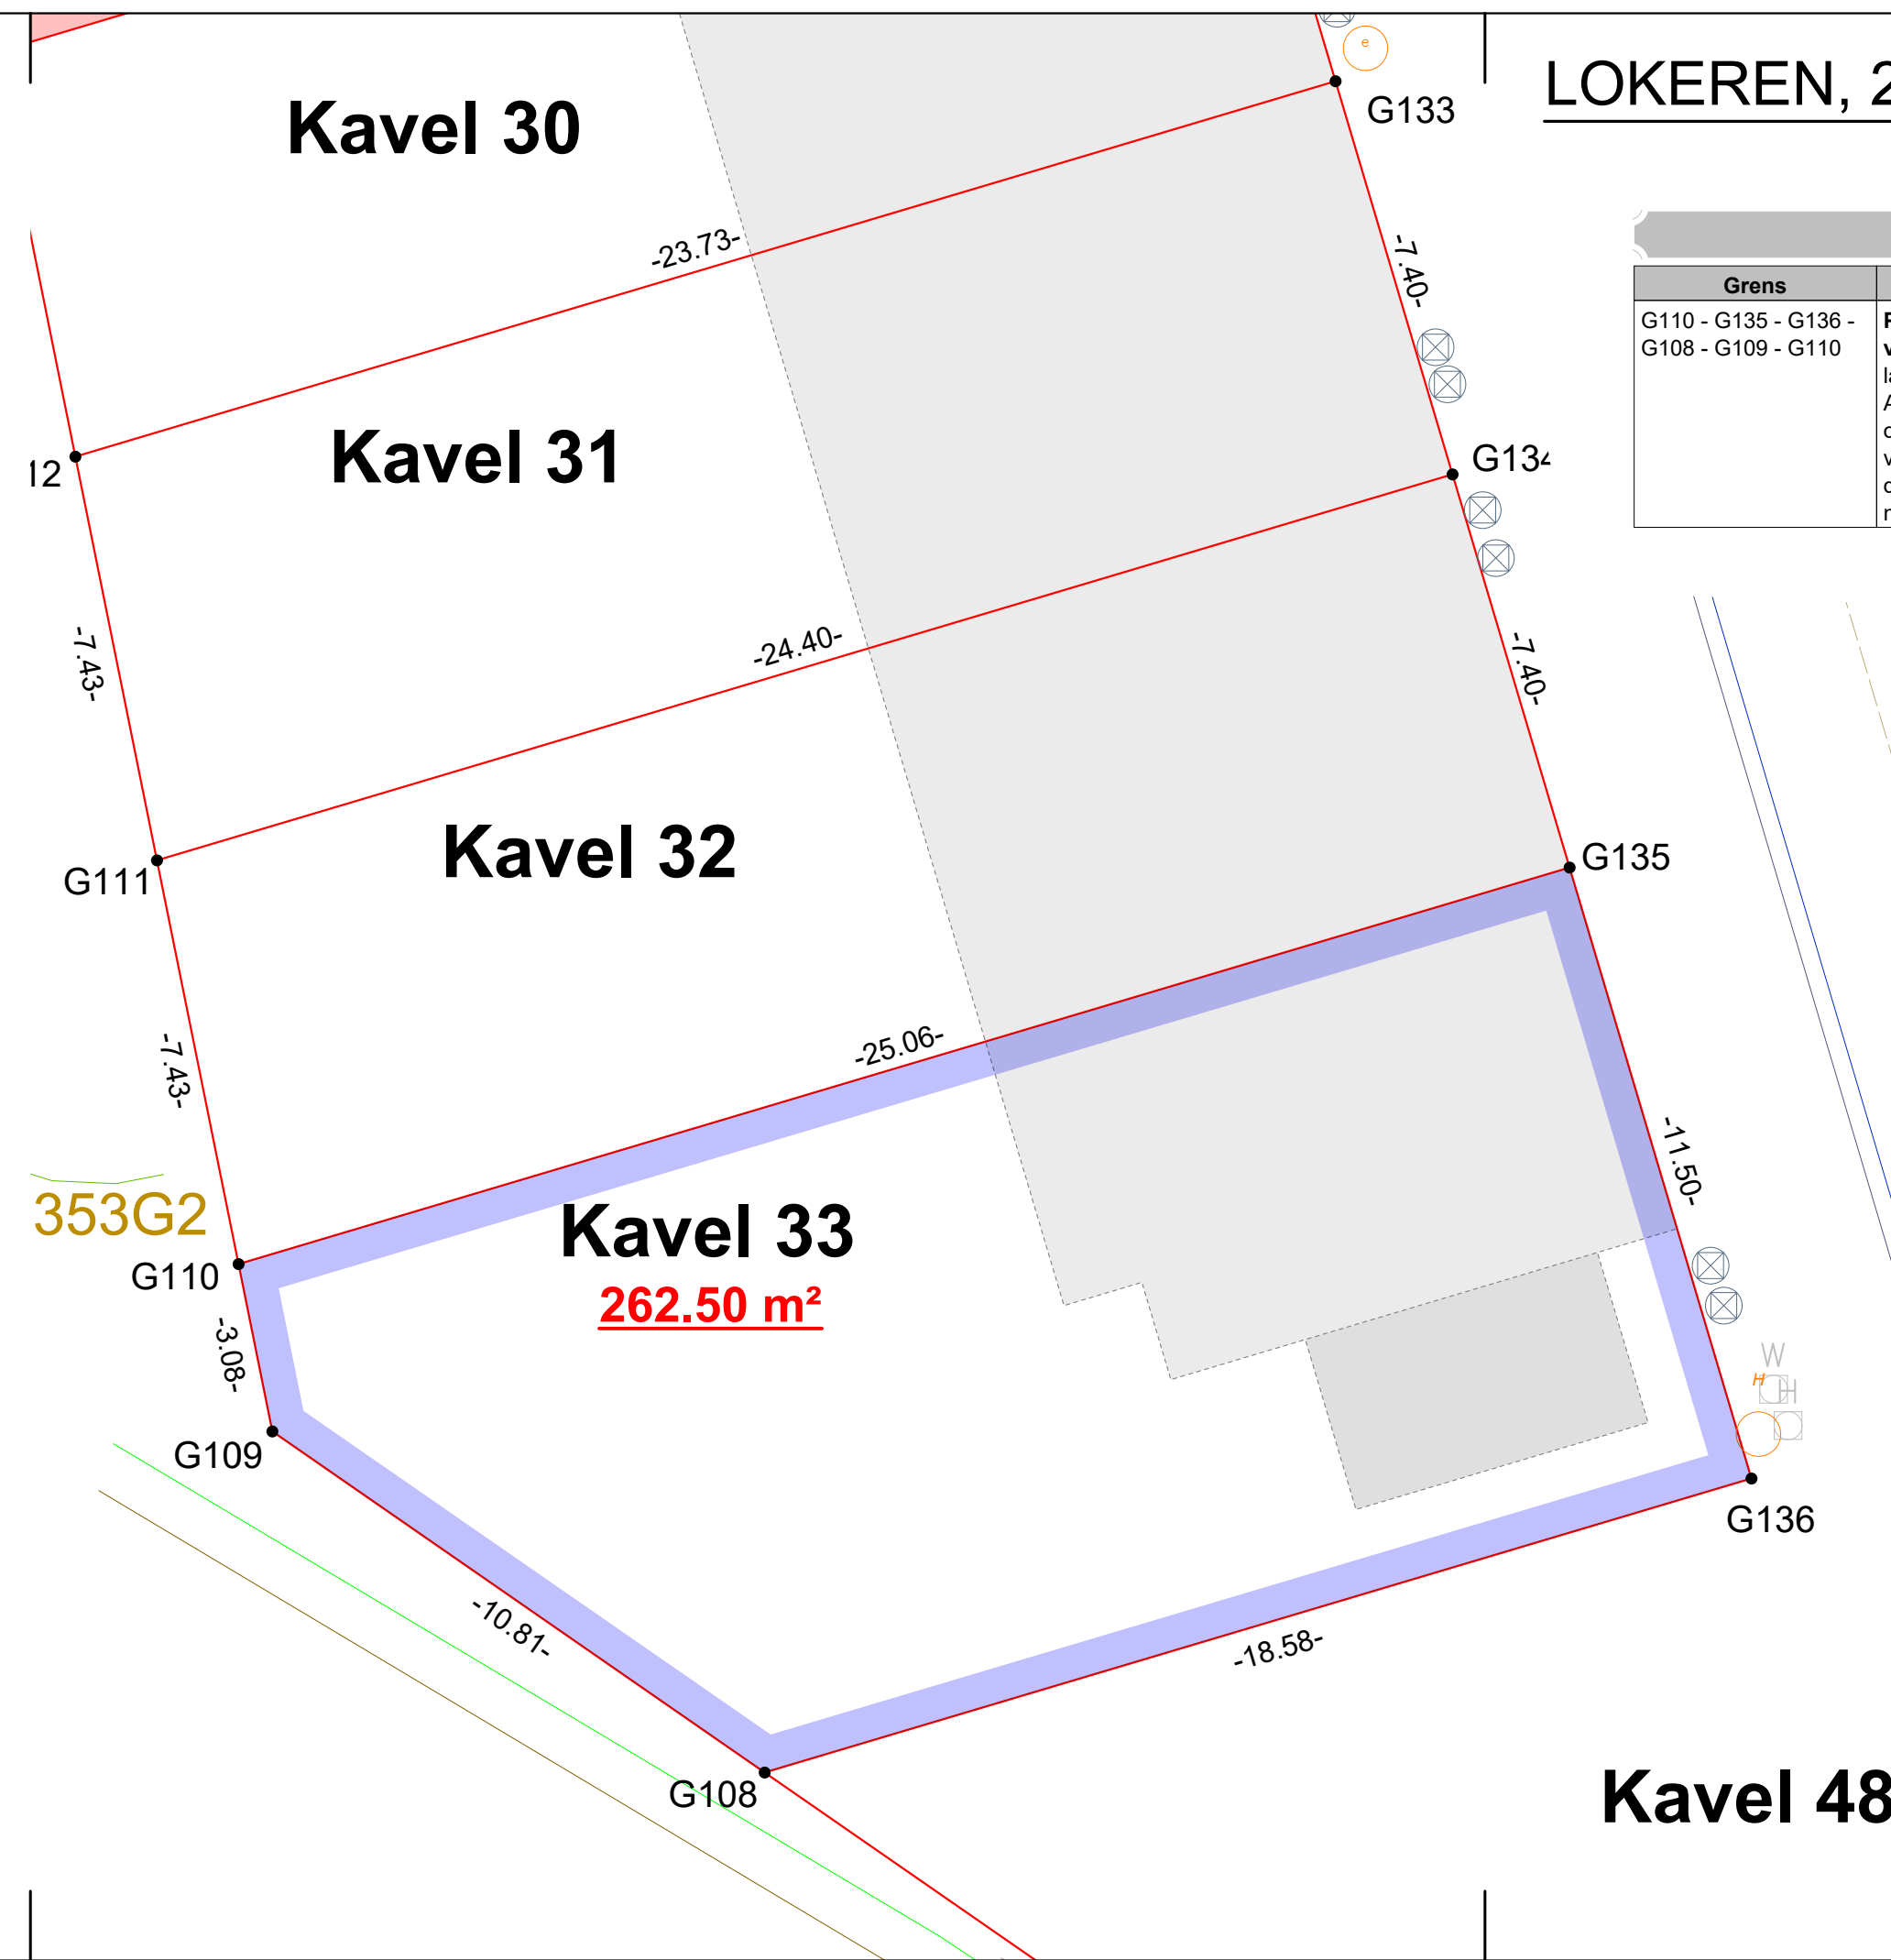 LOKEREN, 2
Kavel 30
G133
-23.73-
-7.40-
Grens
G110 - G135 - G136 -
G108 - G109 - G110
Kavel 31
12
G134
-7.43-
-24.40-
-7.40-
Kavel 32
G111
G135
-7.43-
-25.06-
-11.50-
353G2
Kavel 33
G110
262.50 m²
-3.08-
W
H
H
G109
G136
-10.81-
-18.58-
G108
Kavel 48
e